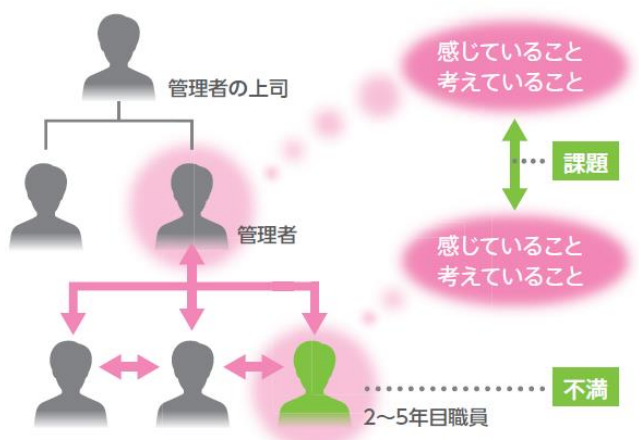 感じていること
考えていること
管理者の上司
課題
管理者
感じていること
考えていること
不満
2～5年目職員